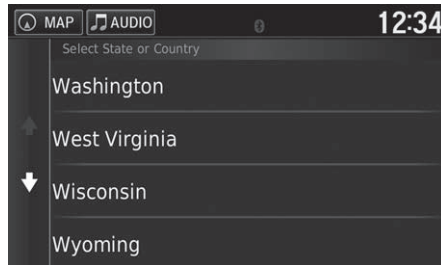 MAP AUDIO 12:34
Select State or Country
Washington
West Virginia
Wisconsin
Wyoming